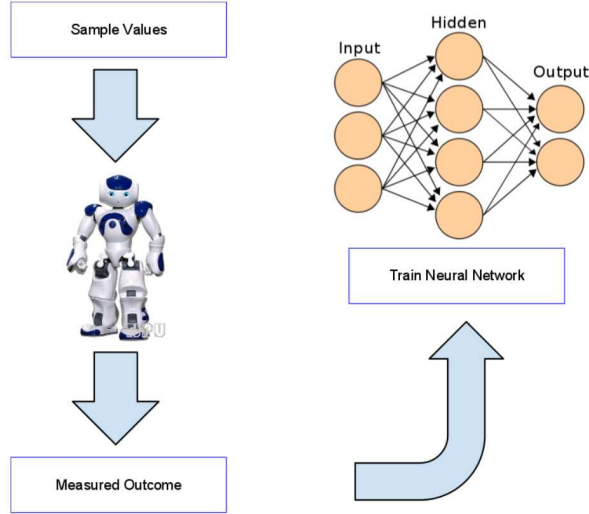 Sample Values
Measured Outcome
Input
Hidden
Output
Train Neural Network